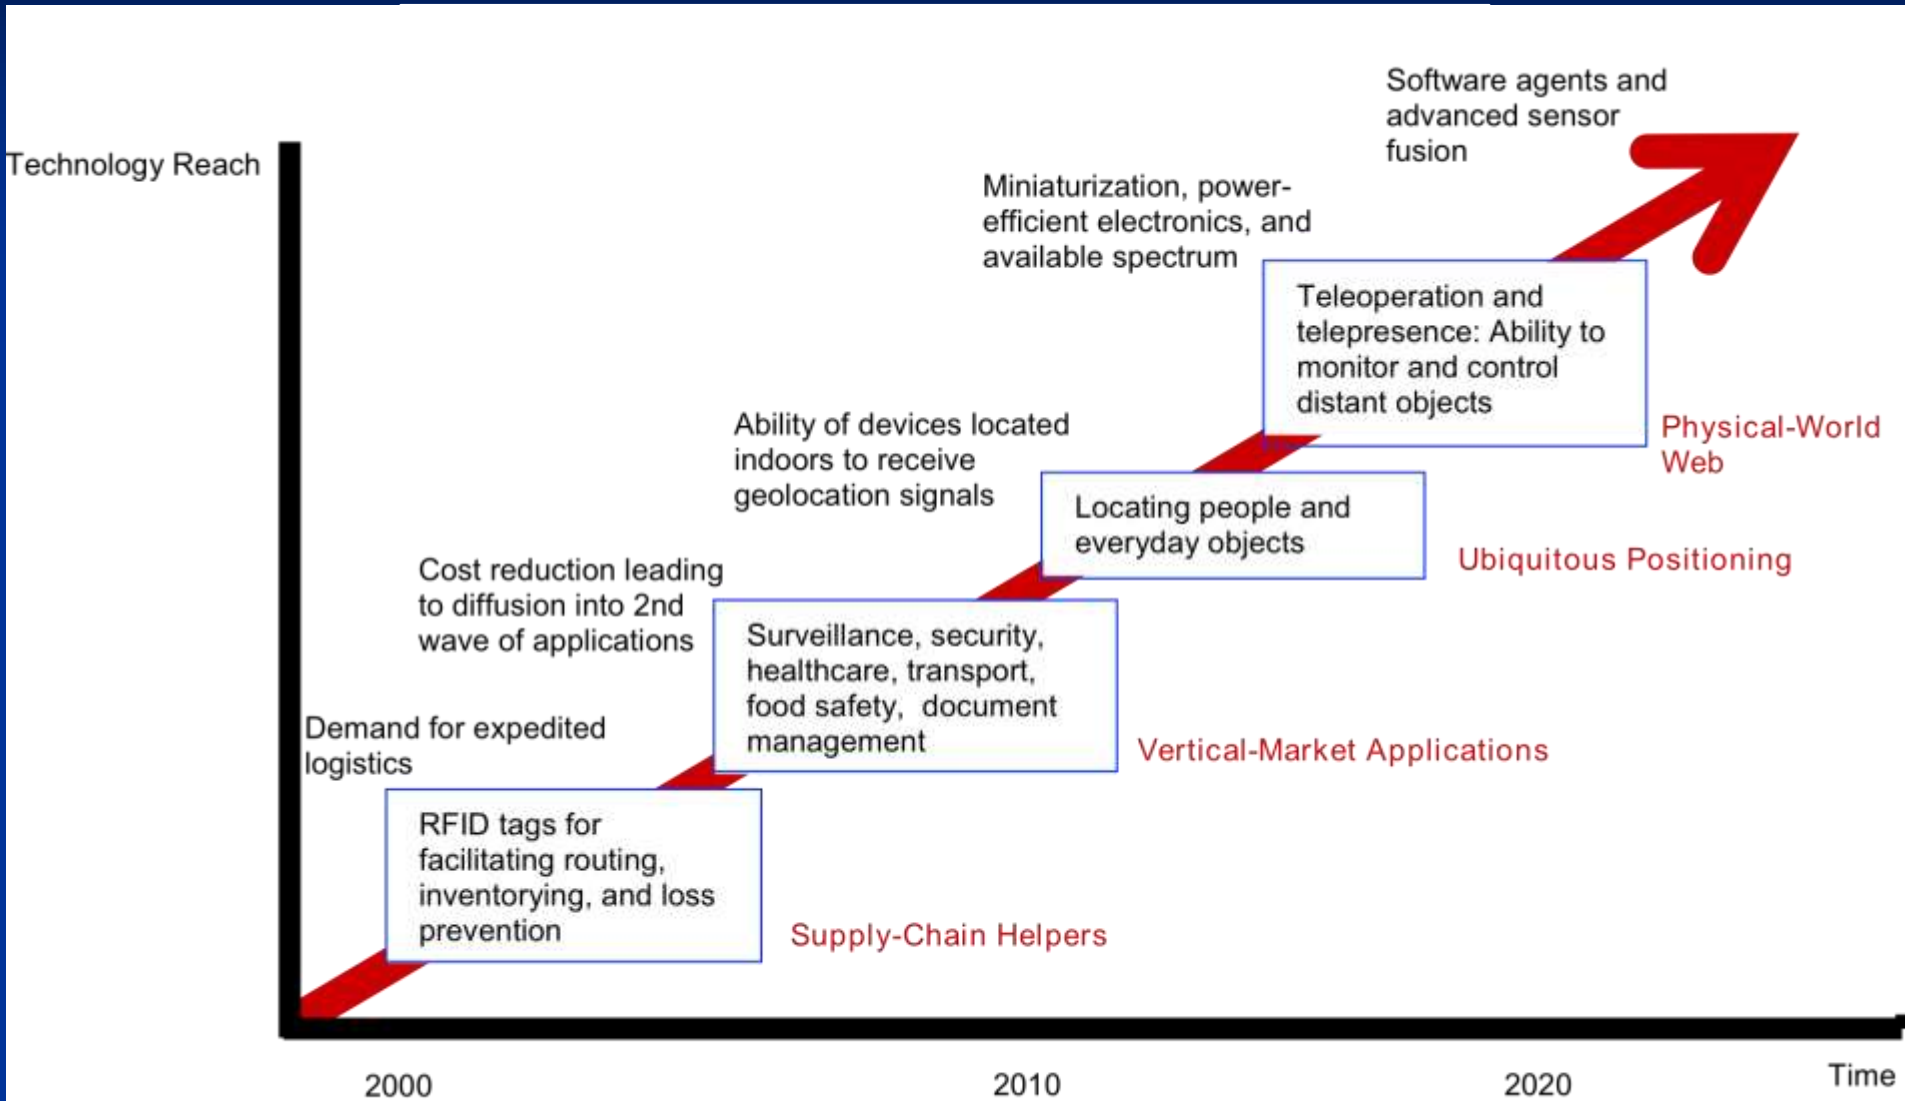 Software agents and
advanced sensor
fusion
Technology Reach
Miniaturization, power-
efficient electronics, and
available spectrum
Teleoperation and
telepresence: Ability to
monitor and control
distant objects
Physical-World
Web
Ability of devices located
indoors to receive
geolocation signals
Locating people and
everyday objects
Ubiquitous Positioning
Cost reduction leading
to diffusion into 2nd
wave of applications
Surveillance, security,
healthcare, transport,
food safety,  document
management
Vertical-Market Applications
Demand for expedited
logistics
RFID tags for
facilitating routing,
inventorying, and loss
prevention
Supply-Chain Helpers
2000
2010
2020
Time